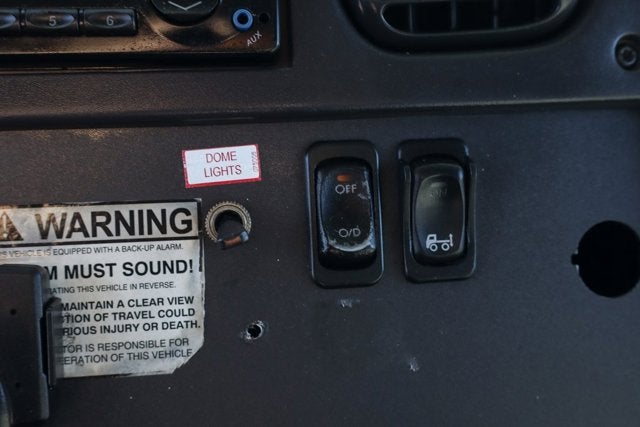 5 6
AUX
DOME
LIGHTS
OFF
O/D
WARNING
VEHICLE IS EQUIPPED WITH A BACK-UP ALARM.
M MUST SOUND!
RATING THIS VEHICLE IN REVERSE.
MAINTAIN A CLEAR VIEW
TION OF TRAVEL COULD
RIOUS INJURY OR DEATH.
TOR IS RESPONSIBLE FOR
ERATION OF THIS VEHICLE